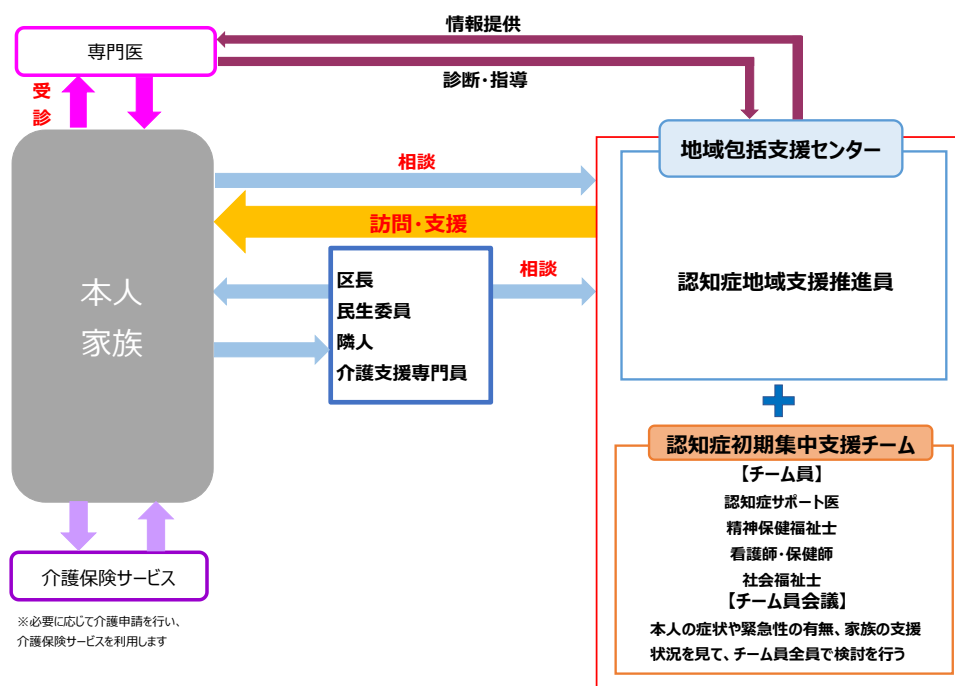 情報提供
専門医
診断・指導
受
診
地域包括支援センター
相談
訪問・支援
本人
家族
区長
民生委員
隣人
介護支援専門員
相談
認知症地域支援推進員
認知症初期集中支援チーム
【チーム員】
認知症サポート医
精神保健福祉士
看護師・保健師
社会福祉士
【チーム員会議】
本人の症状や緊急性の有無、家族の支援
状況を見て、チーム員全員で検討を行う
介護保険サービス
※必要に応じて介護申請を行い、
介護保険サービスを利用します